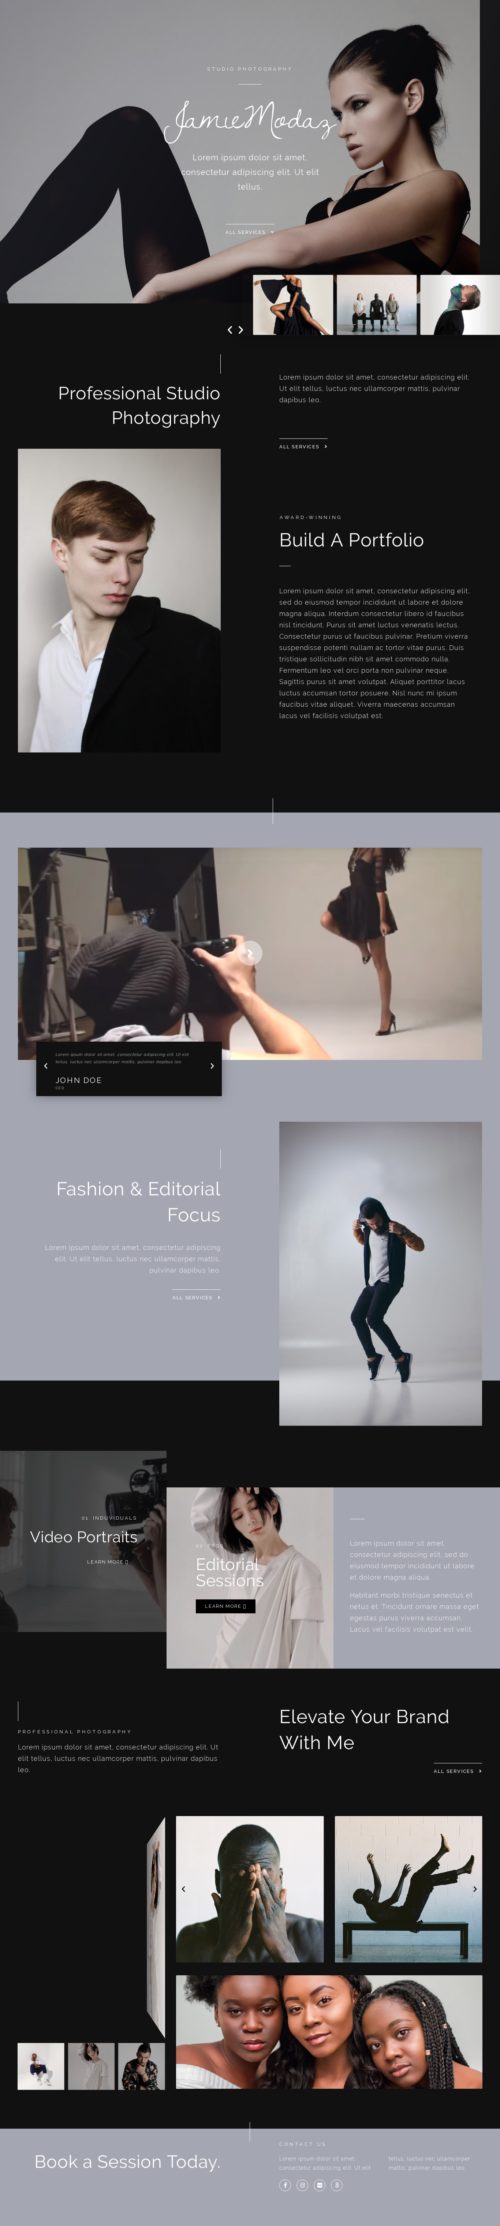 STUDIO PHOTOGRAPHY
JamieModaz
Lorem ipsum dolor sit amet,
consectetur adipiscing elit. Ut elit
tellus.
ALL SERVICES
Professional Studio
Photography
Lorem ipsum dolor sit amet, consectetur adipiscing elit.
Ut elit tellus, luctus nec ullamcorper mattis, pulvinar
dapibus leo.
ALL SERVICES
AWARD-WINNING
Build A Portfolio
Lorem ipsum dolor sit amet, consectetur adipiscing elit,
sed do eiusmod tempor incididunt ut labore et dolore
magna aliqua. Interdum consectetur libero id faucibus
nisl tincidunt. Purus sit amet luctus venenatis lectus.
Consectetur purus ut faucibus pulvinar. Pretium viverra
suspendisse potenti nullam ac tortor vitae purus. Duis
tristique sollicitudin nibh sit amet commodo nulla.
Fermentum leo vel orci porta non pulvinar neque.
Sagittis purus sit amet volutpat. Aliquet porttitor lacus
luctus accumsan tortor posuere. Nisl nunc mi ipsum
faucibus vitae aliquet. Viverra maecenas accumsan
lacus vel facilisis volutpat est.
Lorem ipsum dolor sit amet, consectetur adipiscing elit. Ut elit
tellus, luctus nec ullamcorper mattis, pulvinar dapibus leo.
JOHN DOE
CEO
Fashion & Editorial
Focus
Lorem ipsum dolor sit amet, consectetur adipiscing
elit. Ut elit tellus, luctus nec ullamcorper mattis,
pulvinar dapibus leo.
ALL SERVICES
01. INDUVIDUALS
Video Portraits
LEARN MORE
Editorial
Sessions
LEARN MORE
Lorem ipsum dolor sit amet,
consectetur adipiscing elit, sed do
eiusmod tempor incididunt ut labore
et dolore magna aliqua.
Habitant morbi tristique senectus et
netus et. Tincidunt ornare massa eget
egestas purus viverra accumsan.
Lacus vel facilisis volutpat est velit.
PROFESSIONAL PHOTOGRAPHY
Lorem ipsum dolor sit amet, consectetur adipiscing elit. Ut
elit tellus, luctus nec ullamcorper mattis, pulvinar dapibus
leo.
Elevate Your Brand
With Me
ALL SERVICES
Book a Session Today.
CONTACT US
Lorem ipsum dolor sit amet,
consectetur adipiscing elit. Ut elit
tellus, luctus nec ullamcorper
mattis, pulvinar dapibus leo.